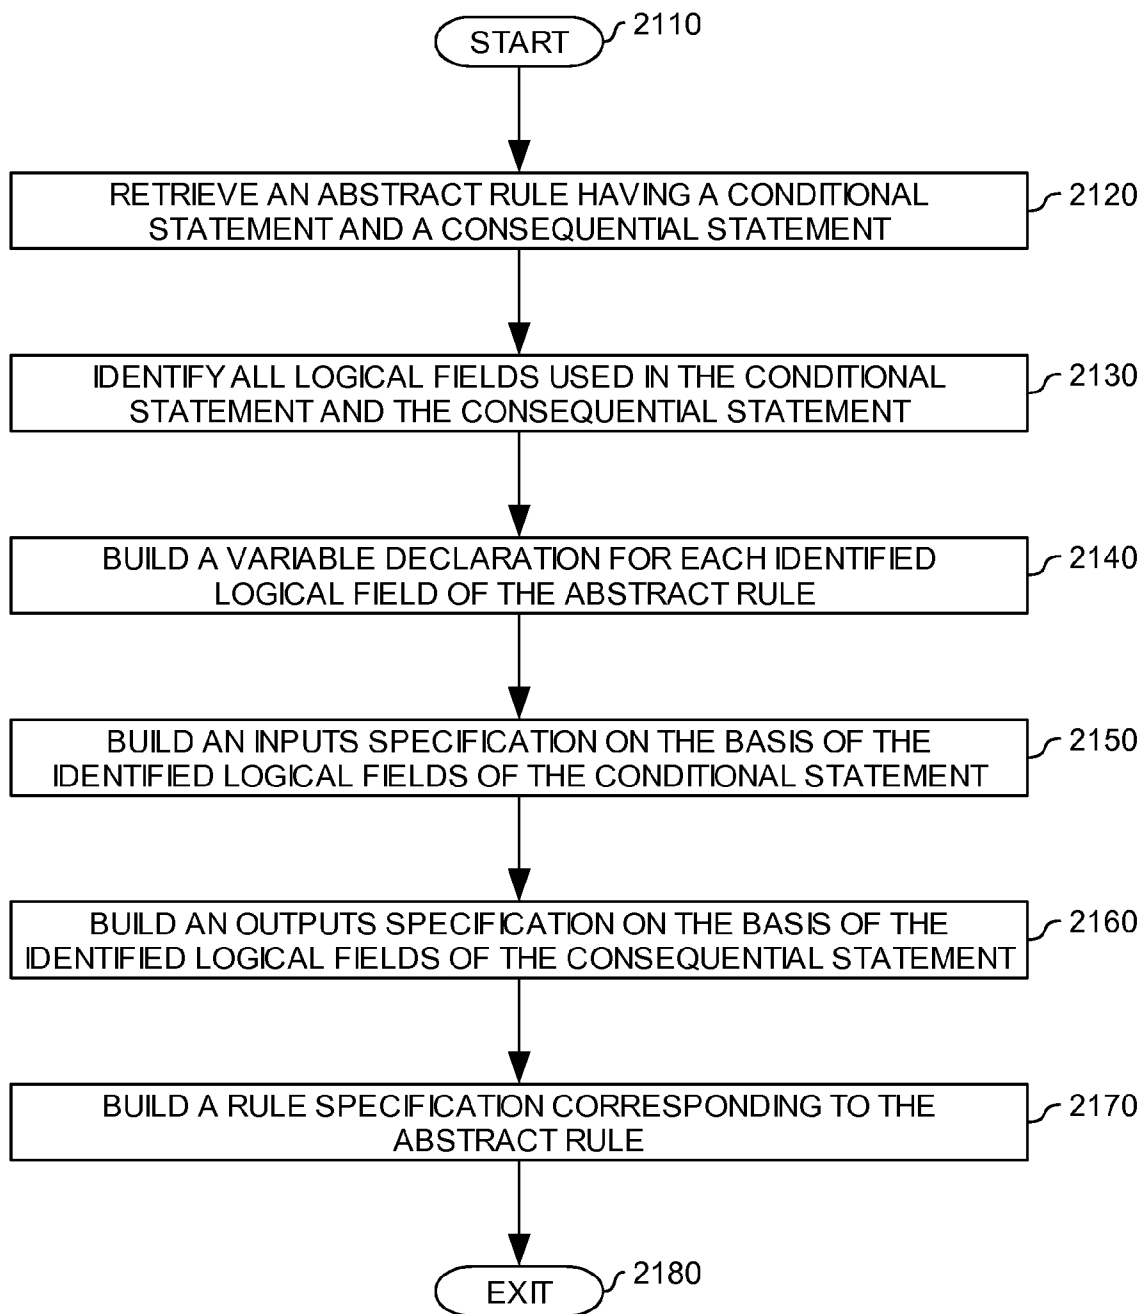 START
2110
RETRIEVE AN ABSTRACT RULE HAVING A CONDITIONAL
STATEMENT AND A CONSEQUENTIAL STATEMENT
2120
IDENTIFY ALL LOGICAL FIELDS USED IN THE CONDITIONAL
STATEMENT AND THE CONSEQUENTIAL STATEMENT
2130
BUILD A VARIABLE DECLARATION FOR EACH IDENTIFIED
LOGICAL FIELD OF THE ABSTRACT RULE
2140
BUILD AN INPUTS SPECIFICATION ON THE BASIS OF THE
IDENTIFIED LOGICAL FIELDS OF THE CONDITIONAL STATEMENT
2150
BUILD AN OUTPUTS SPECIFICATION ON THE BASIS OF THE
IDENTIFIED LOGICAL FIELDS OF THE CONSEQUENTIAL STATEMENT
2160
BUILD A RULE SPECIFICATION CORRESPONDING TO THE
ABSTRACT RULE
2170
EXIT
2180